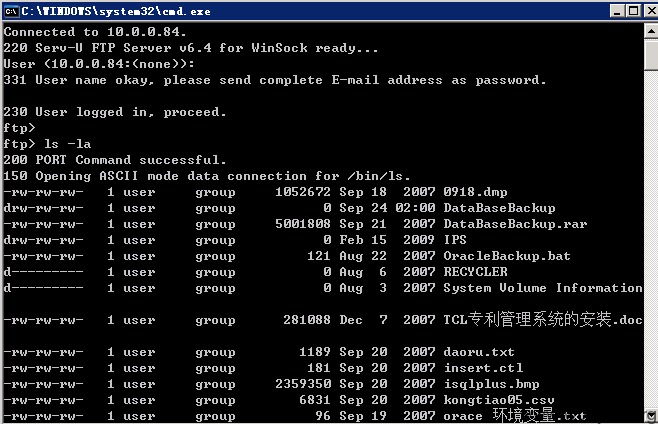 C:\WINDOWS\system32\cmd.exe
Connected to 10.0.0.84.
220 Serv-U FTP Server v6.4 for WinSock ready...
User (10.0.0.84:(none)):
331 User name okay, please send complete E-mail address as password.
230 User logged in, proceed.
ftp>
ftp> ls -la
200 PORT Command successful.
150 Opening ASCII mode data connection for /bin/ls.
-rw-rw-rw-   1 user     group     1052672 Sep 18  2007 0918.dmp
drw-rw-rw-   1 user     group           0 Sep 24 02:00 DataBaseBackup
-rw-rw-rw-   1 user     group     5001808 Sep 21  2007 DataBaseBackup.rar
drw-rw-rw-   1 user     group           0 Feb 15  2009 IPS
-rw-rw-rw-   1 user     group         121 Aug 22  2007 OracleBackup.bat
d---------   1 user     group           0 Aug  6  2007 RECYCLER
d---------   1 user     group           0 Aug  3  2007 System Volume Information
-rw-rw-rw-   1 user     group      281088 Dec  7  2007 TCL专利管理系统的安装.doc
-rw-rw-rw-   1 user     group        1189 Sep 20  2007 daoru.txt
-rw-rw-rw-   1 user     group         181 Sep 20  2007 insert.ctl
-rw-rw-rw-   1 user     group     2359350 Sep 20  2007 isqlplus.bmp
-rw-rw-rw-   1 user     group        6831 Sep 20  2007 kongtiao05.csv
-rw-rw-rw-   1 user     group          96 Sep 19  2007 orace 环境变量.txt